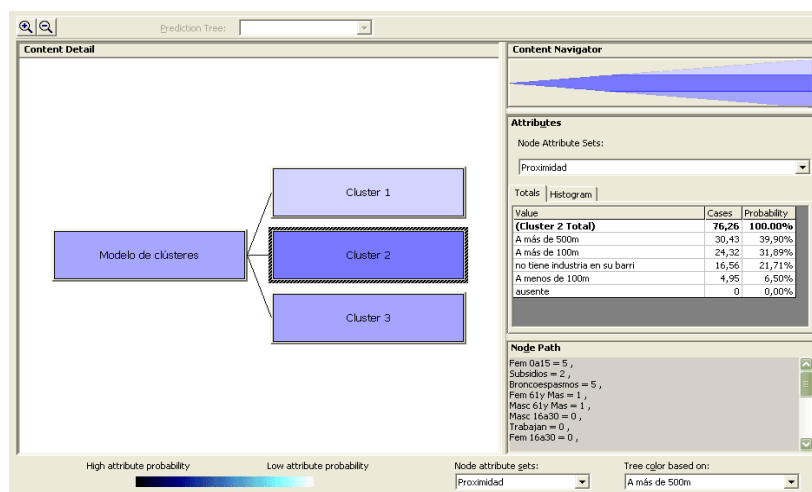 Prediction Tree:
Content Detail
Modelo de clústeres
Cluster 1
Cluster 2
Cluster 3
Content Navigator
Attributes
Node Attribute Sets:
Proximidad
Totals Histogram
Value Cases Probability
(Cluster 2 Total) 76,26 100.00%
A más de 500m 30,43 39,90%
A más de 100m 24,32 31,89%
no tiene industria en su barri 16,56 21,71%
A menos de 100m 4,95 6,50%
ausente 0 0,00%
Node Path
Fem 0a15 = 5 ,
Subsidios = 2 ,
Broncoespasmos = 5 ,
Fem 61y Mas = 1 ,
Masc 61y Mas = 1 ,
Masc 16a30 = 0 ,
Trabajan = 0 ,
Fem 16a30 = 0 ,
High attribute probability Low attribute probability
Node attribute sets:
Proximidad
Tree color based on:
A más de 500m